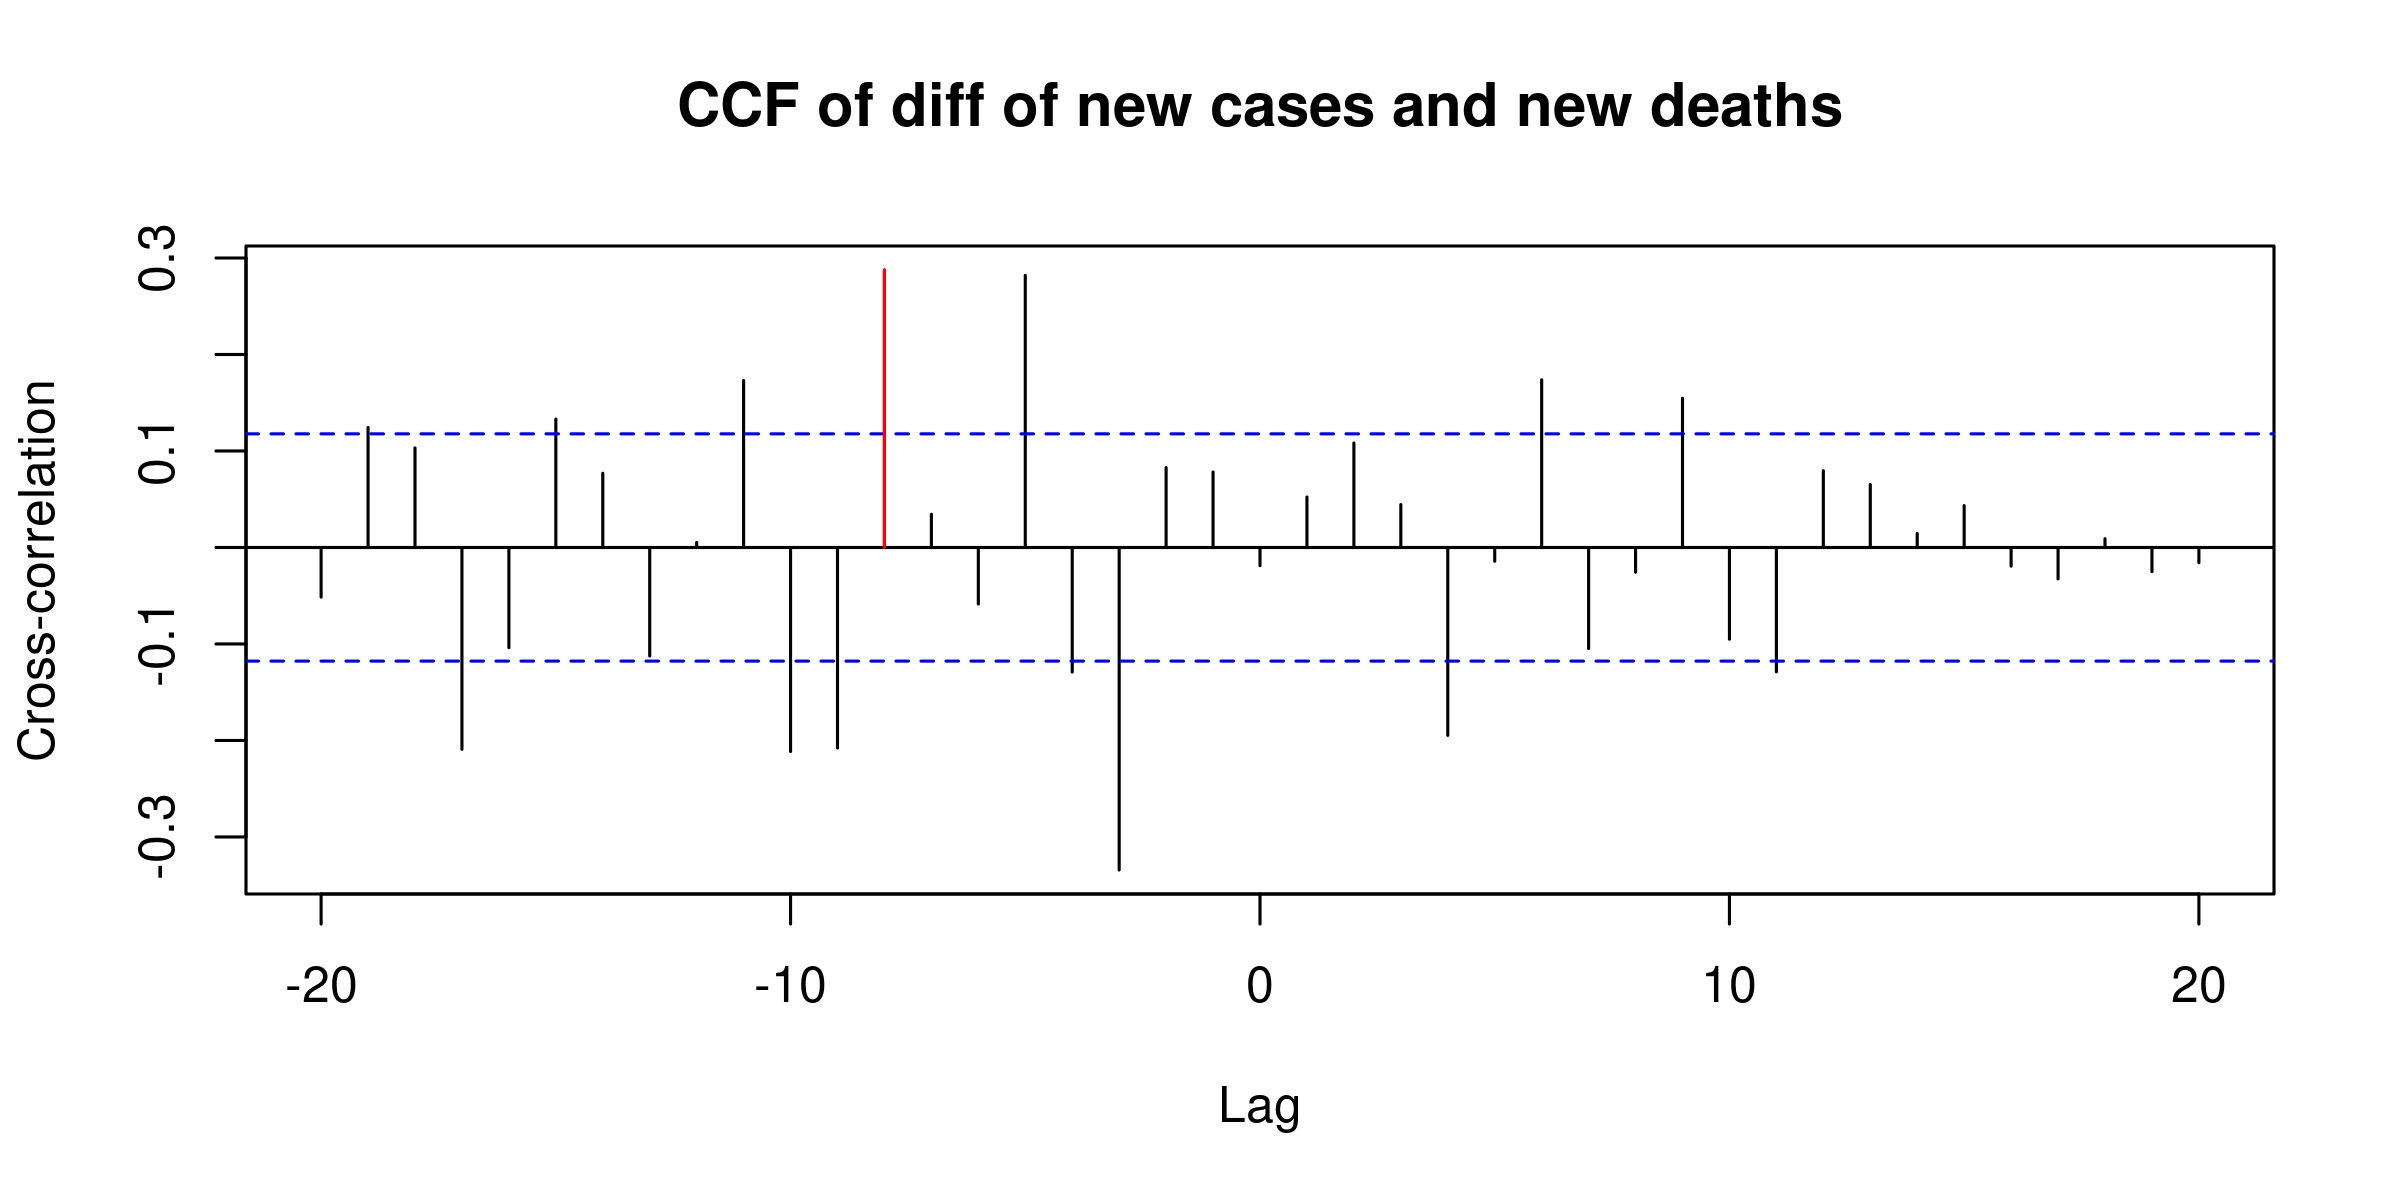 CCF of diff of new cases and new deaths
Cross-correlation
0.3
0.1
-0.1
-0.3
-20 -10 0 10 20
Lag